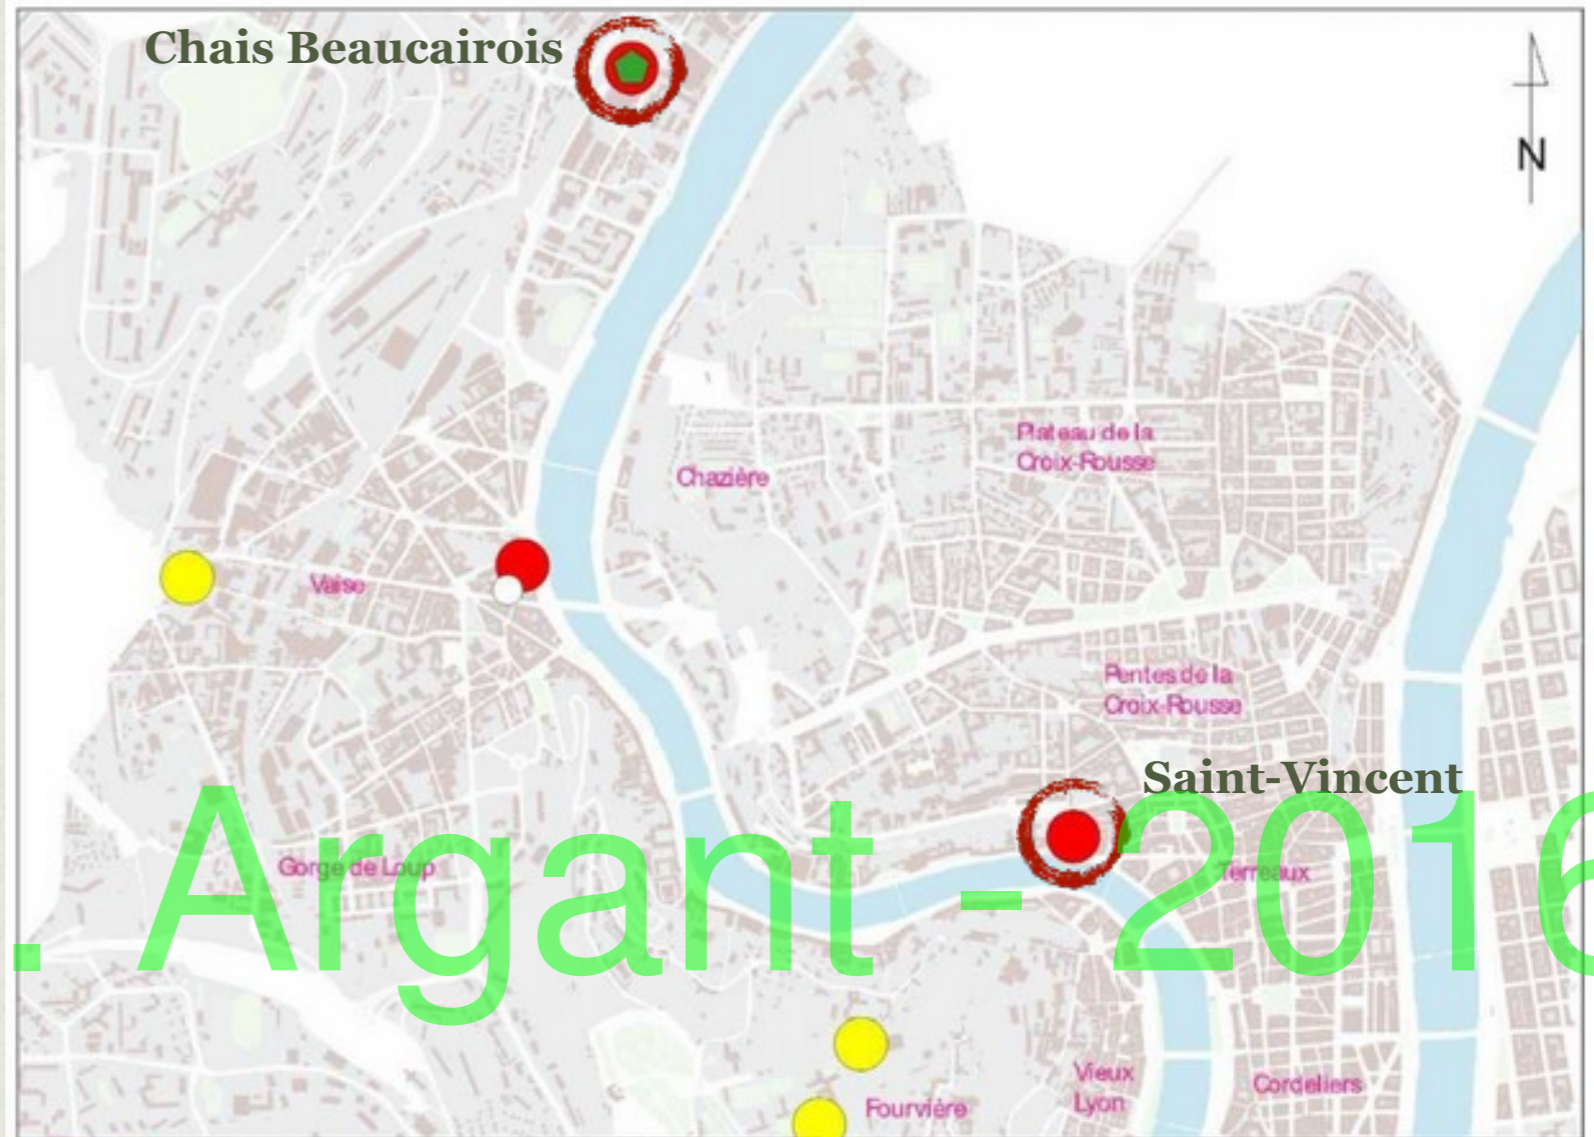 Chais Beaucairois
N
Plateau de la
Croix-Rousse
Chazière
Vaise
Pentes de la
Croix-Rousse
Saint-Vincent
Gorge de Loup
Terreaux
. Argant - 2016
Vieux
Lyon
Cordeliers
Fourvière